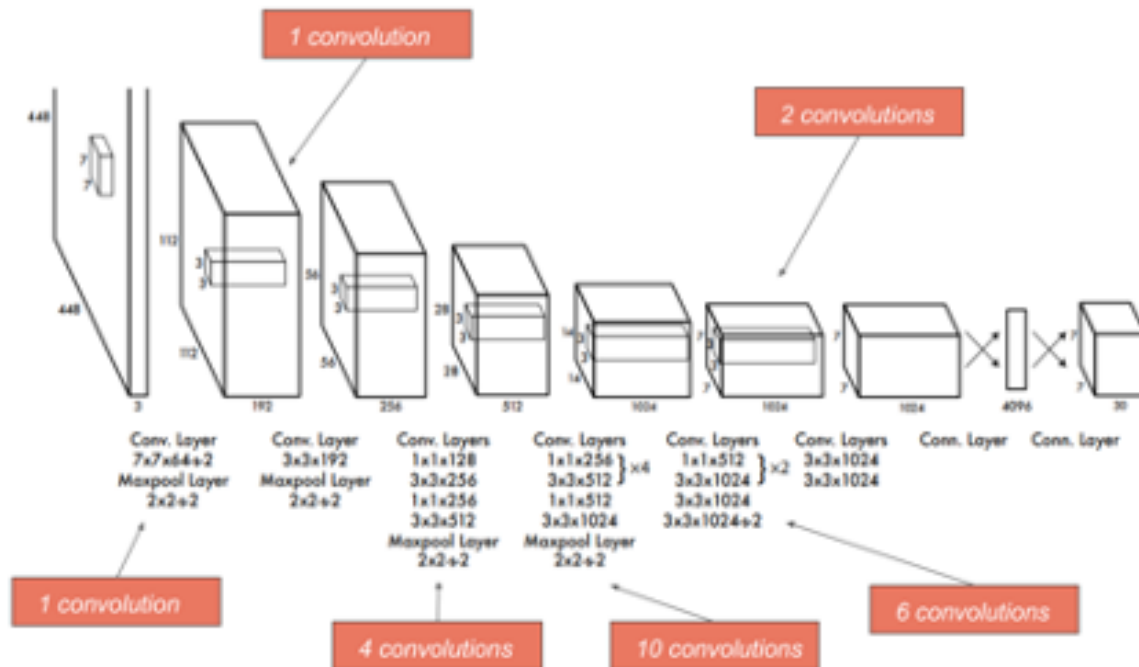 1 convolution
2 convolutions
448
448
7
7
3
112
112
3
3
192
56
56
3
3
256
28
28
3
3
512
14
14
3
3
1024
7
7
3
3
1024
7
7
1024
4096
7
7
30
Conv. Layer
7x7x64-s-2
Maxpool Layer
2x2-s-2
Conv. Layer
3x3x192
Maxpool Layer
2x2-s-2
Conv. Layers
1x1x128
3x3x256
1x1x256
3x3x512
Maxpool Layer
2x2-s-2
Conv. Layers
1x1x256
3x3x512
} ×4
1x1x512
3x3x1024
Maxpool Layer
2x2-s-2
Conv. Layers
1x1x512
3x3x1024
} ×2
3x3x1024
3x3x1024-s-2
Conv. Layers
3x3x1024
3x3x1024
Conn. Layer
Conn. Layer
1 convolution
4 convolutions
10 convolutions
6 convolutions